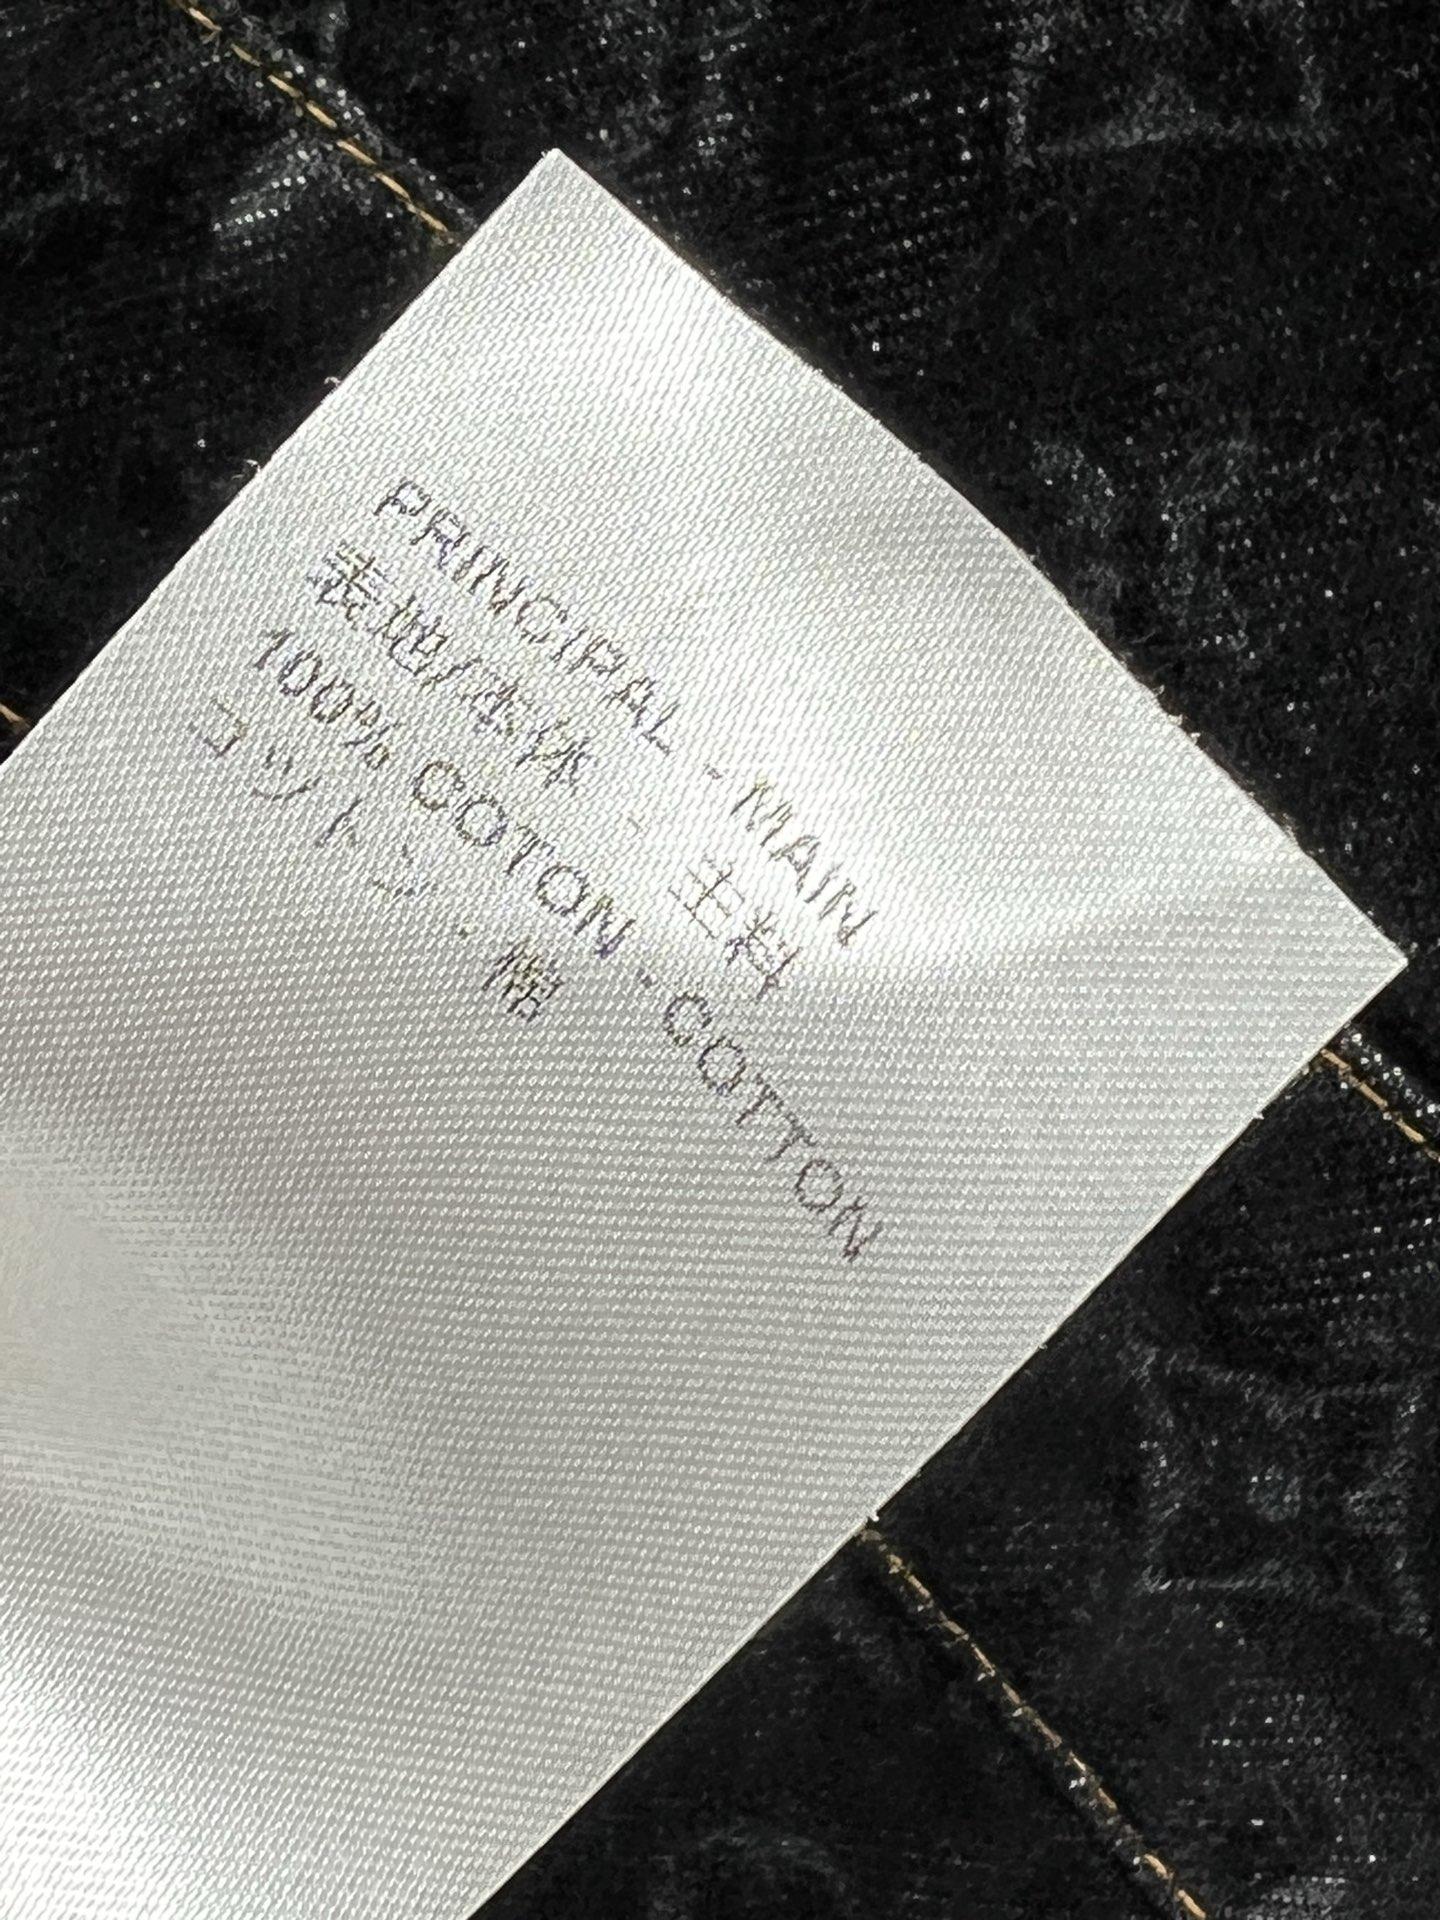 PRINCIPAL - MAIN
表地/本体 - 主料
100% COTON - COTTON
コットン - 棉